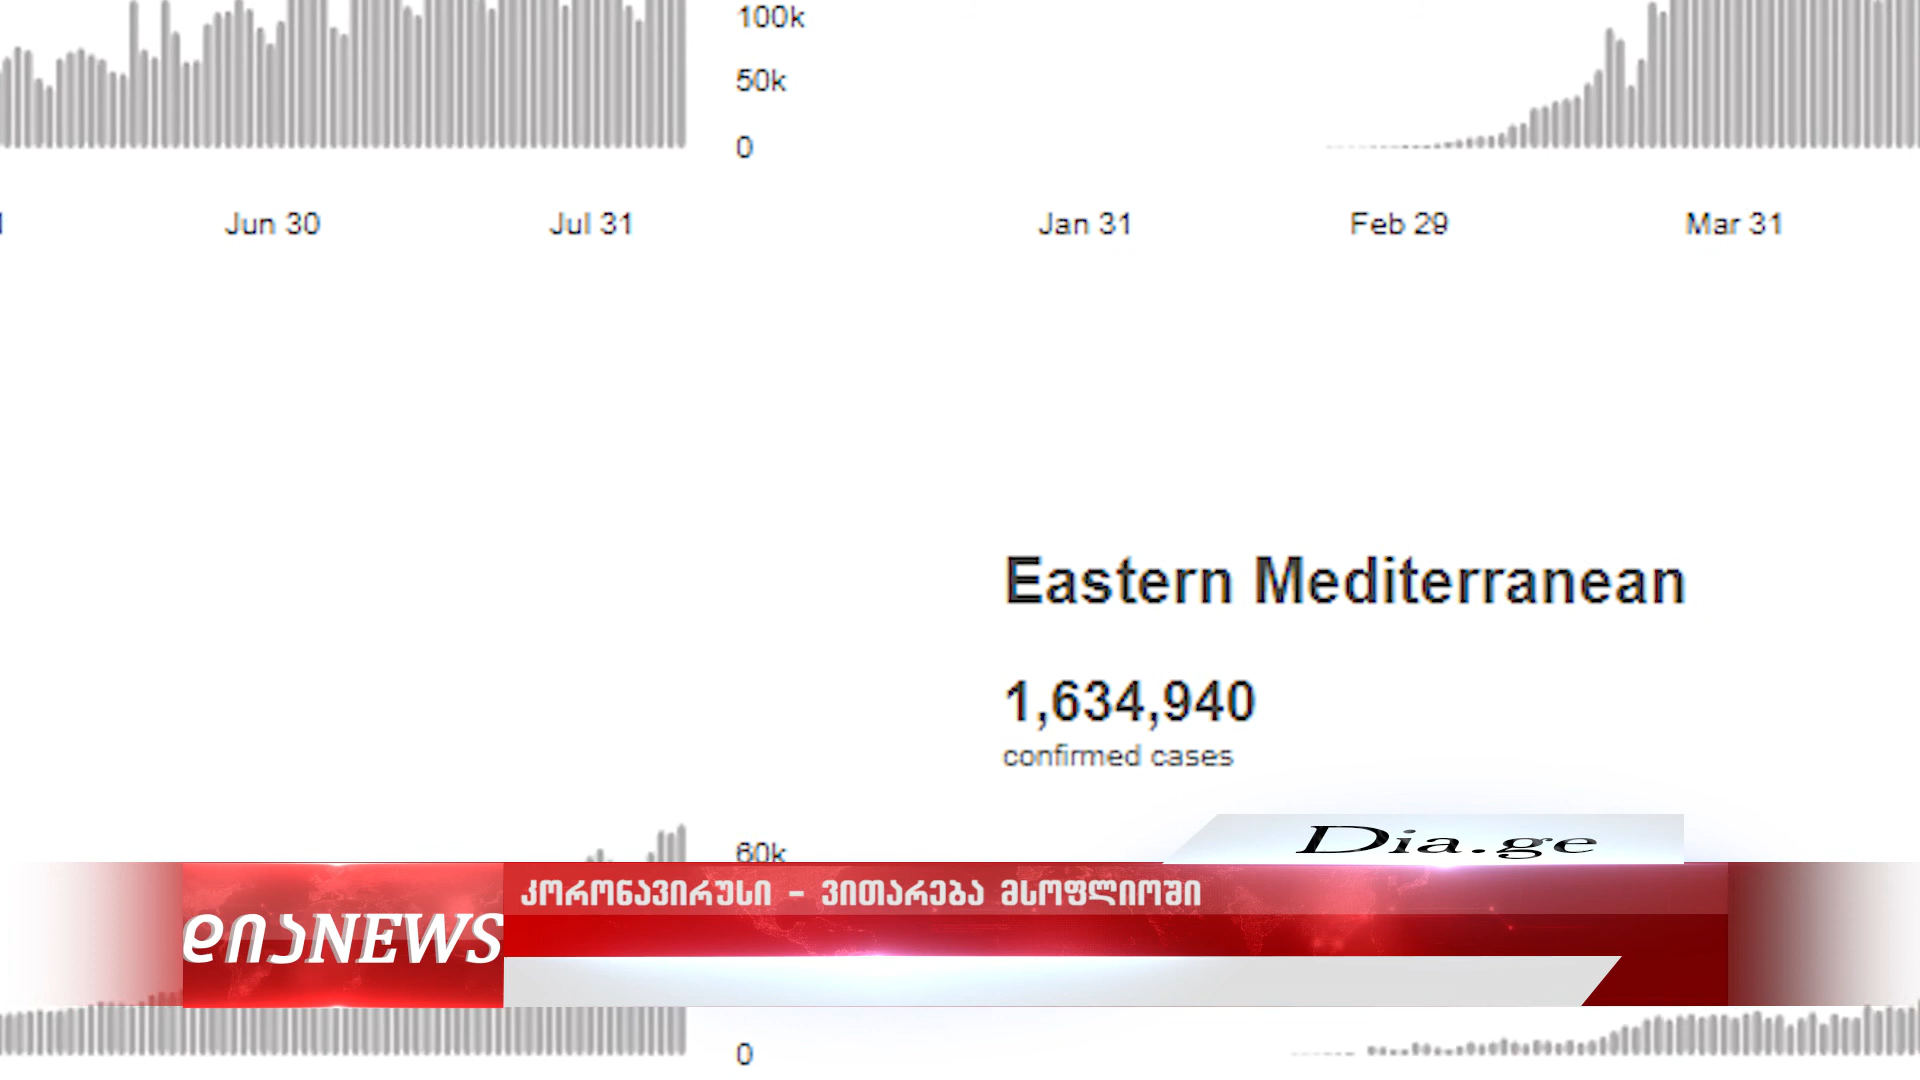 100k
50k
0
Jun 30
Jul 31
Jan 31
Feb 29
Mar 31
Eastern Mediterranean
1,634,940
confirmed cases
60k
Dia.ge
კორონავირუსი - ვითარება მსოფლიოში
დიაNEWS
0